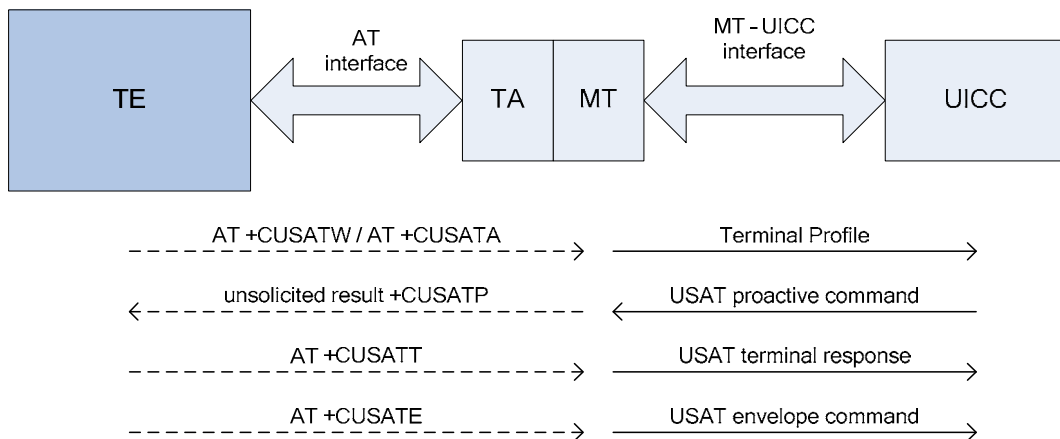 AT
interface
MT - UICC
interface
TE
TA
MT
UICC
AT +CUSATW / AT +CUSATA
Terminal Profile
unsolicited result +CUSATP
USAT proactive command
AT +CUSATT
USAT terminal response
AT +CUSATE
USAT envelope command